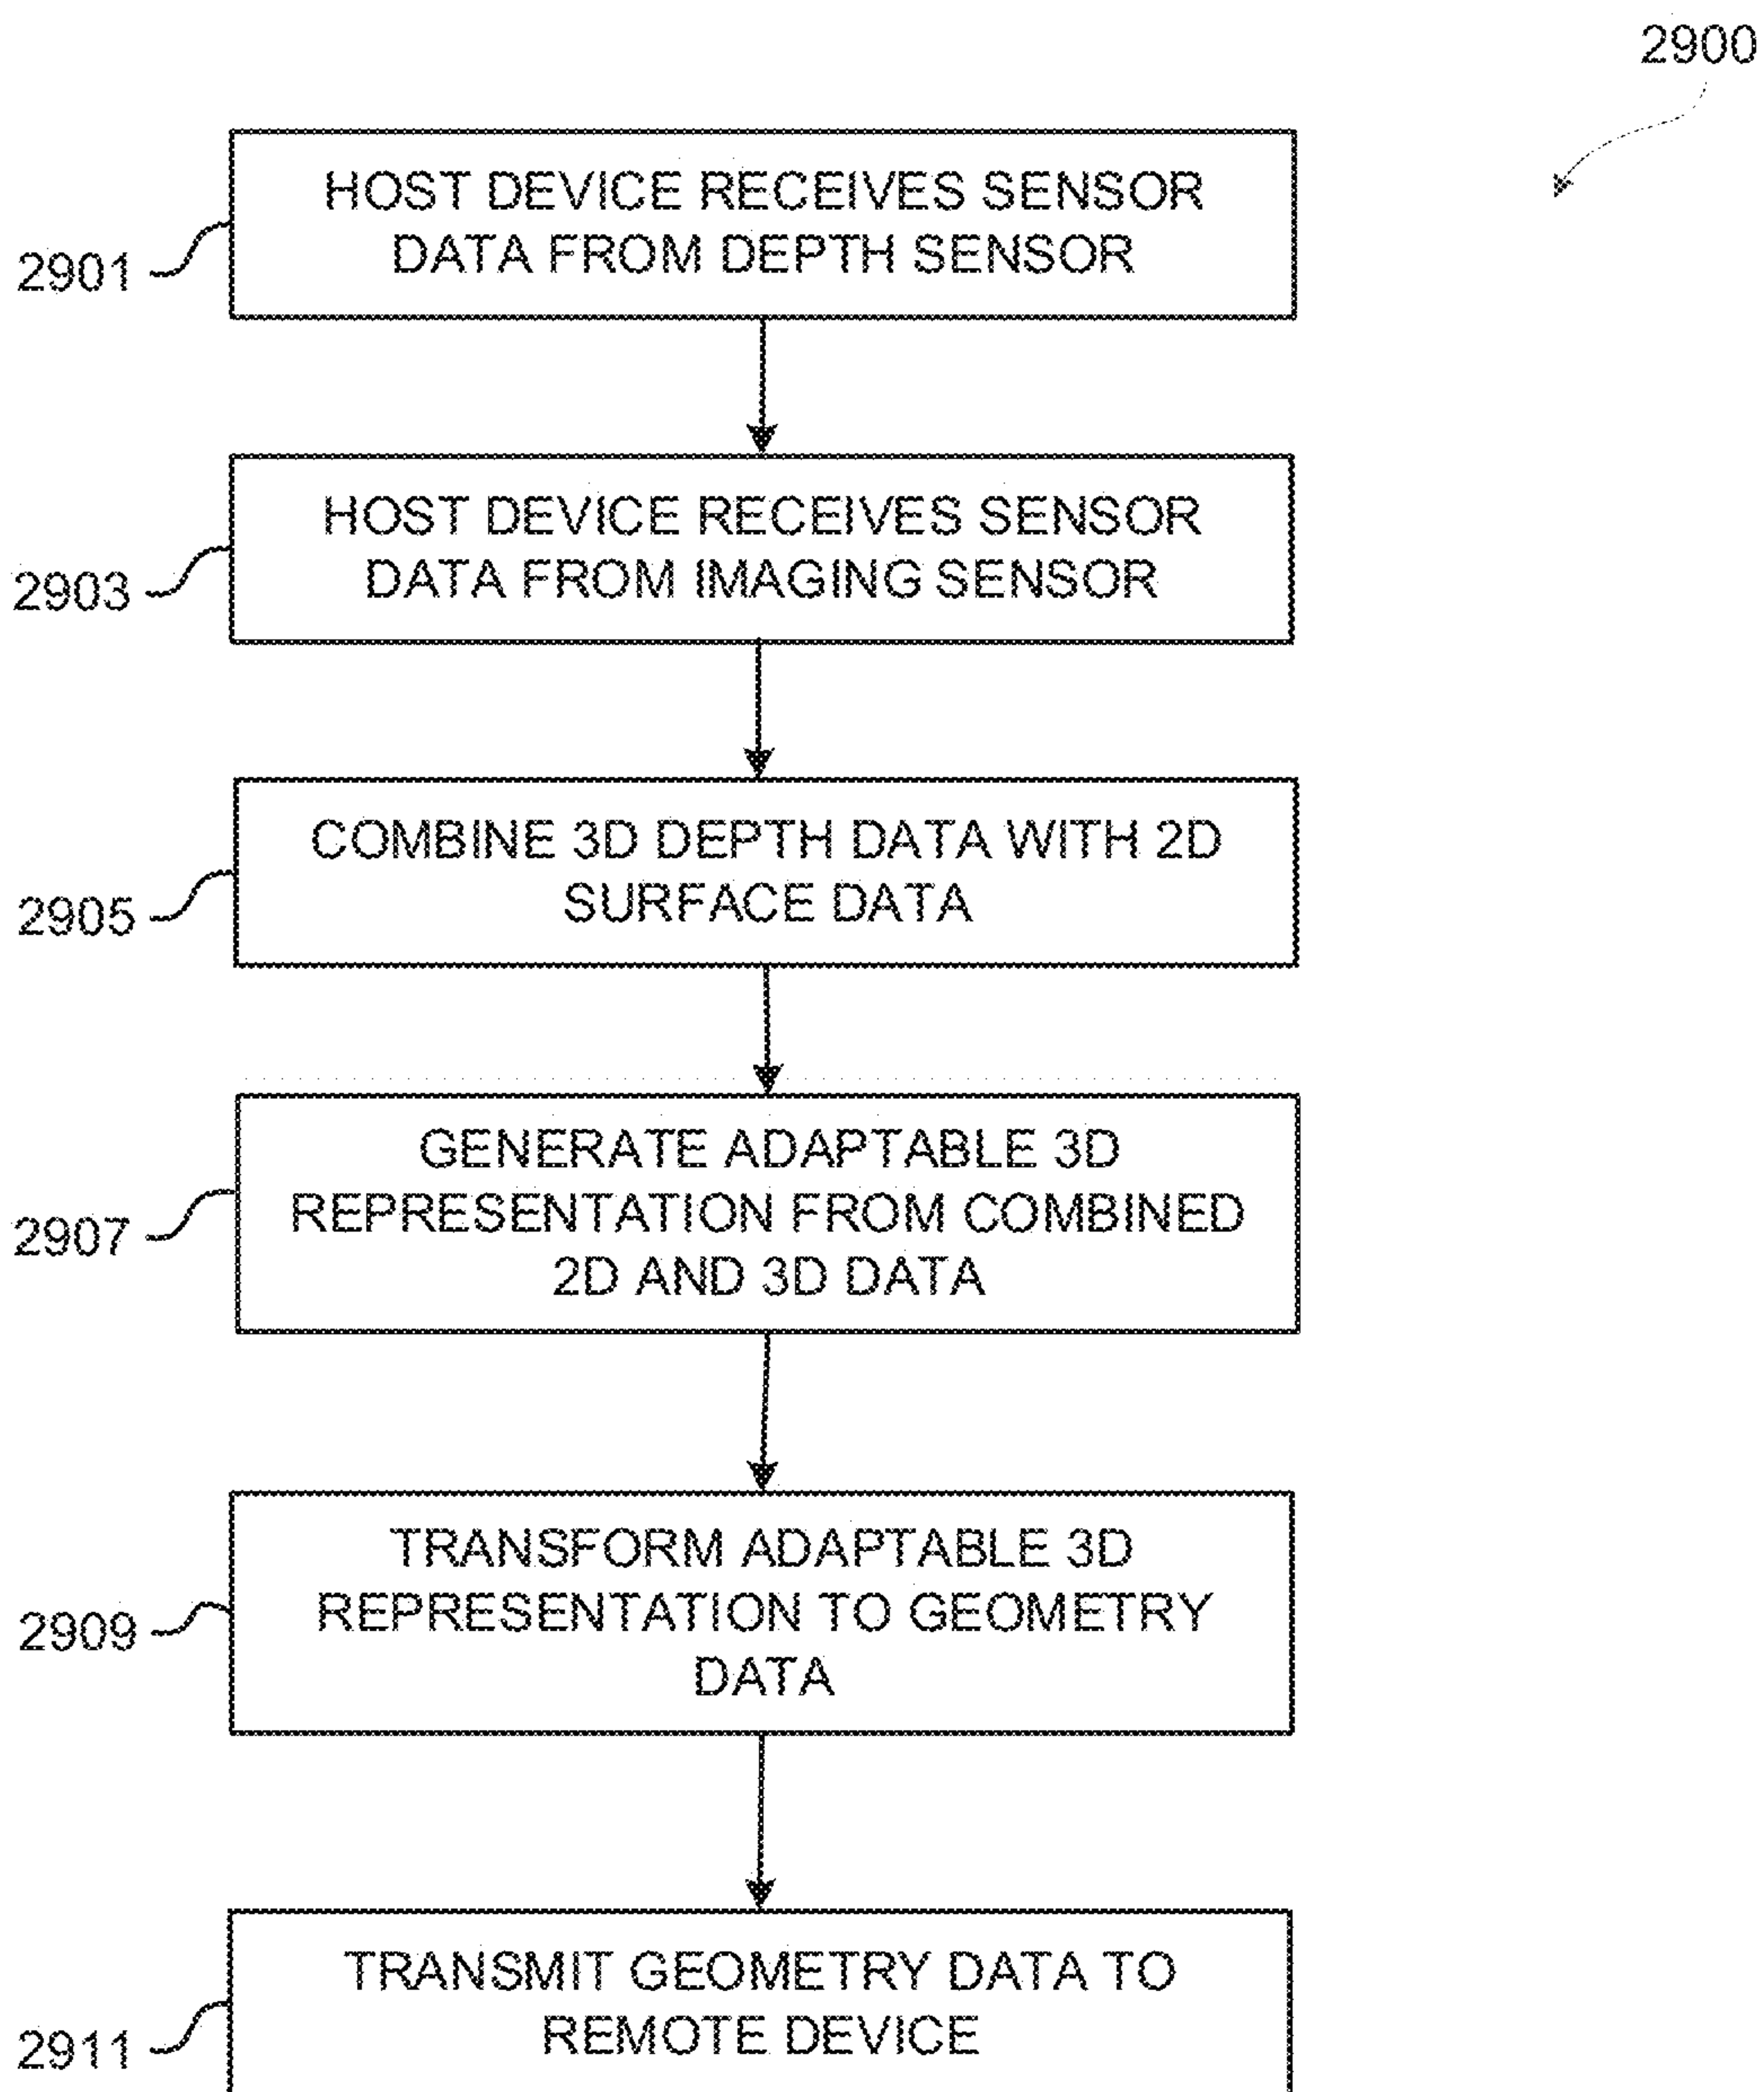 2900
HOST DEVICE RECEIVES SENSOR
DATA FROM DEPTH SENSOR
2901
HOST DEVICE RECEIVES SENSOR
DATA FROM IMAGING SENSOR
2903
COMBINE 3D DEPTH DATA WITH 2D
SURFACE DATA
2905
GENERATE ADAPTABLE 3D
REPRESENTATION FROM COMBINED
2D AND 3D DATA
2907
TRANSFORM ADAPTABLE 3D
REPRESENTATION TO GEOMETRY
DATA
2909
TRANSMIT GEOMETRY DATA TO
REMOTE DEVICE
2911